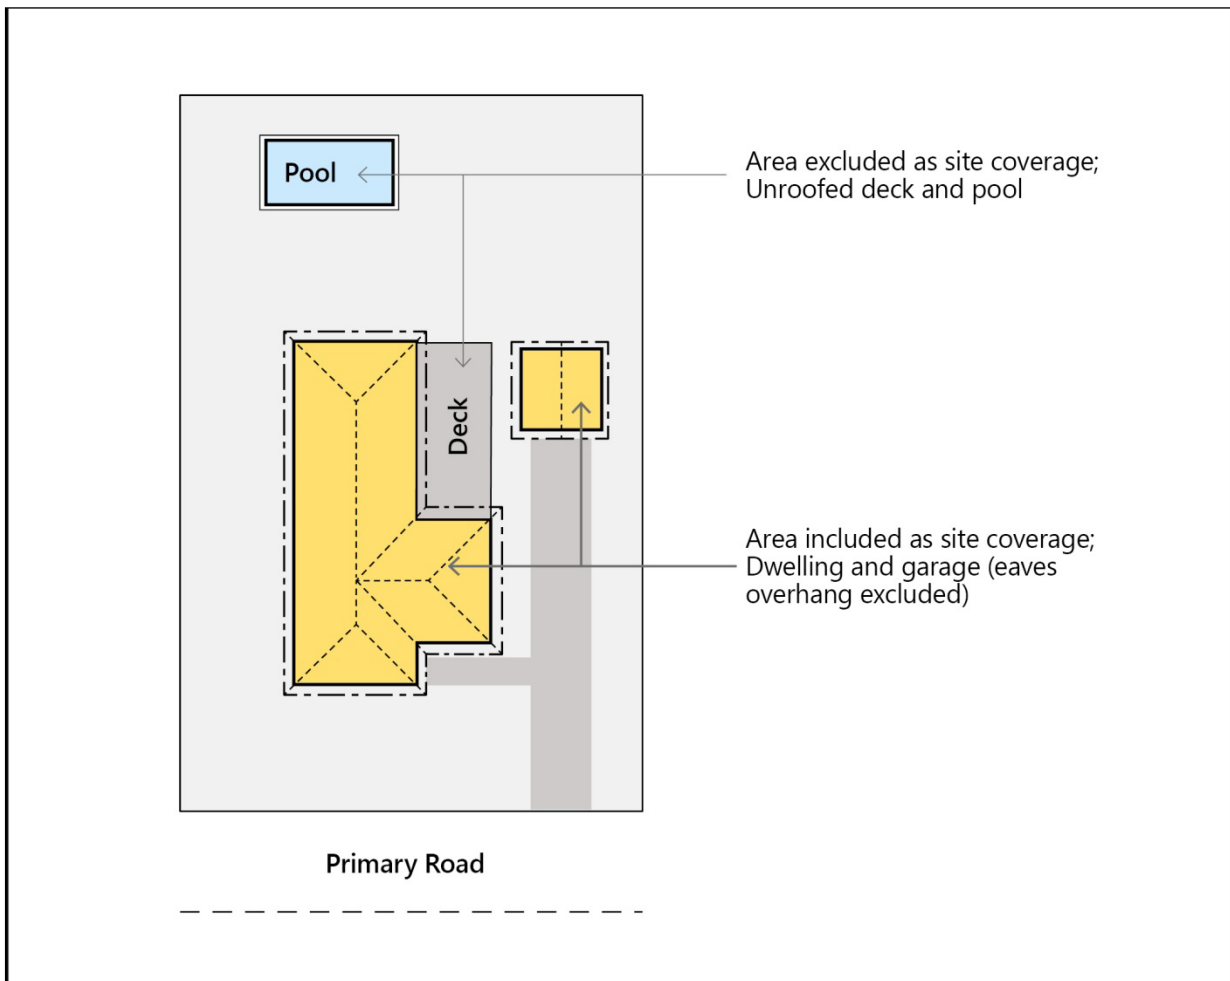 Pool
Area excluded as site coverage;
Unroofed deck and pool
Deck
Area included as site coverage;
Dwelling and garage (eaves
overhang excluded)
Primary Road